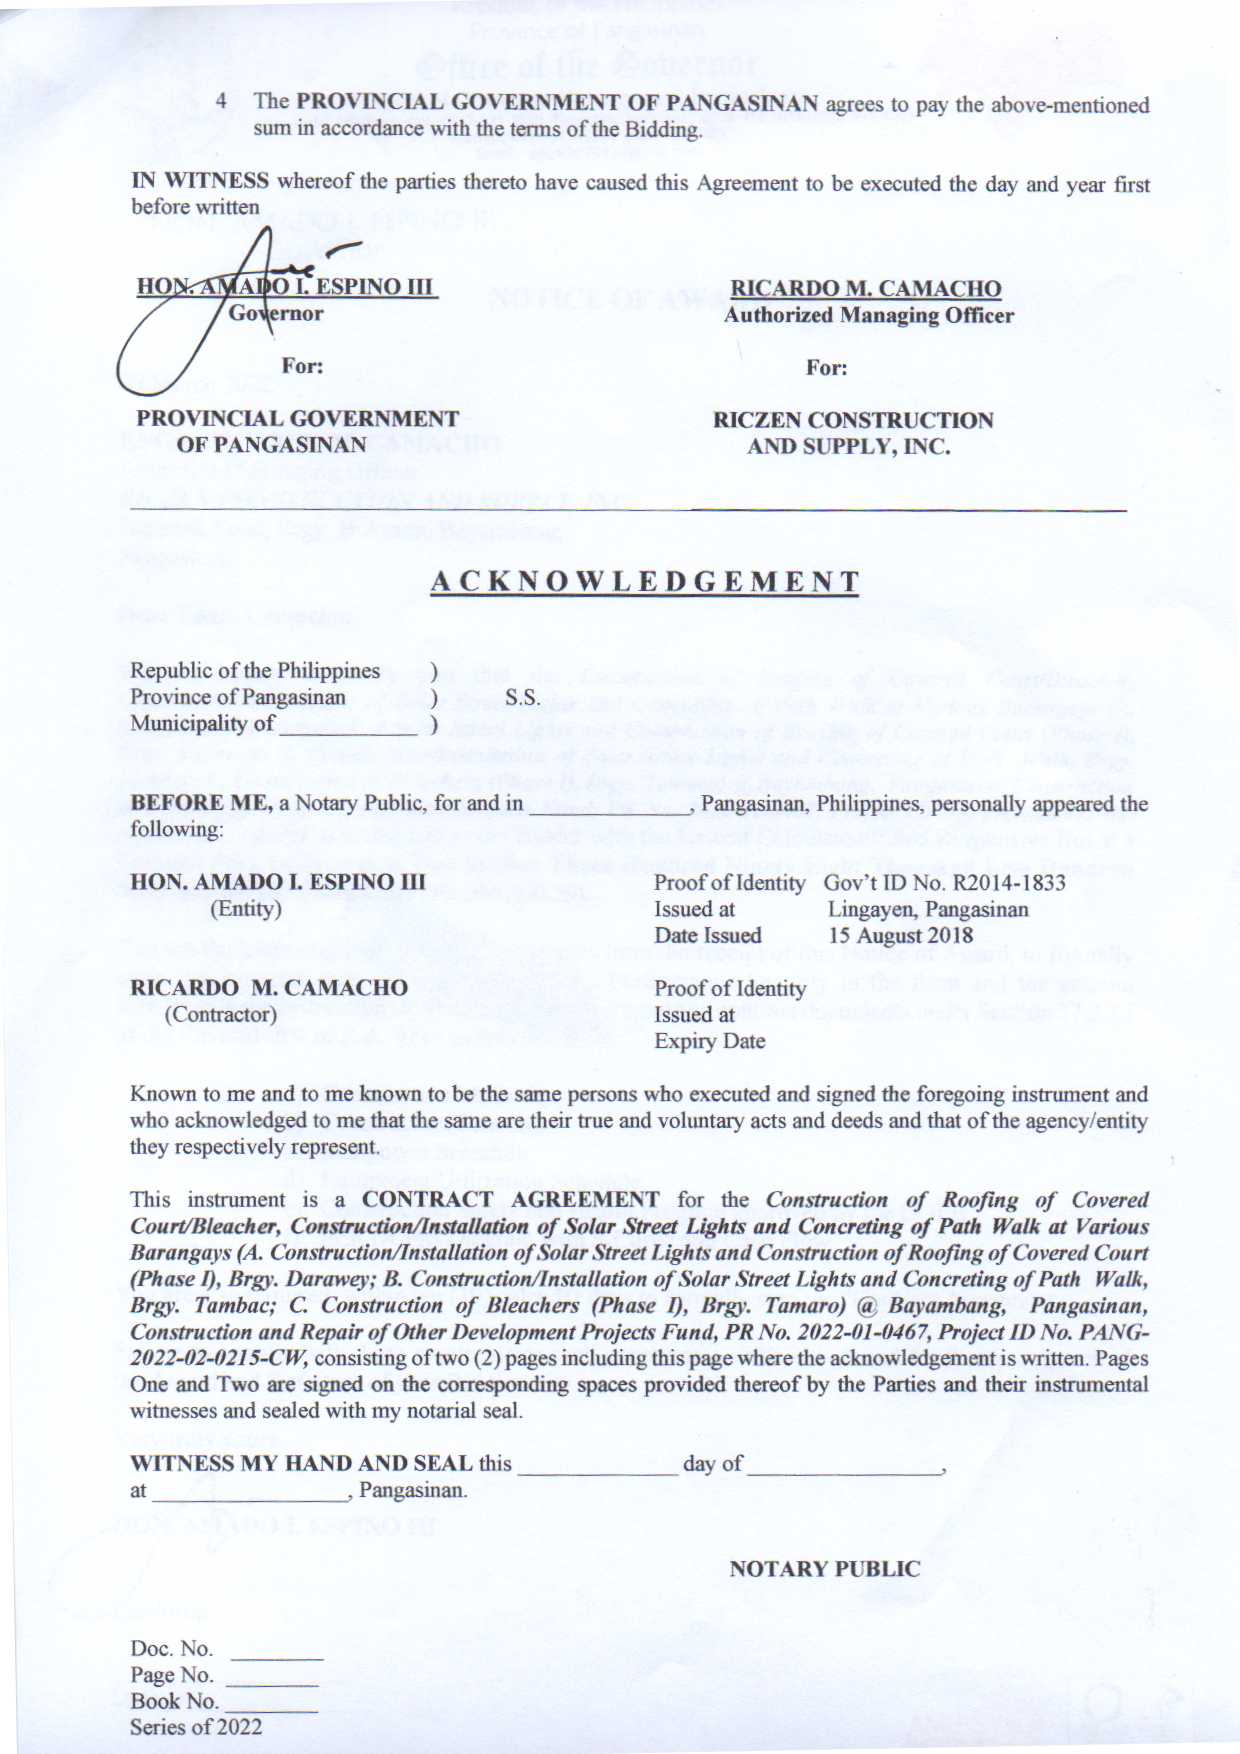 4 The PROVINCIAL GOVERNMENT OF PANGASINAN agrees to pay the above-mentioned
sum in accordance with the terms of the Bidding.
IN WITNESS whereof the parties thereto have caused this Agreement to be executed the day and year first
before written
HON. AMADO I. ESPINO III
Governor
For:
PROVINCIAL GOVERNMENT
OF PANGASINAN
RICARDO M. CAMACHO
Authorized Managing Officer
For:
RICZEN CONSTRUCTION
AND SUPPLY, INC.
ACKNOWLEDGEMENT
Republic of the Philippines )
Province of Pangasinan ) S.S.
Municipality of ____________ )
BEFORE ME, a Notary Public, for and in ____________, Pangasinan, Philippines, personally appeared the
following:
HON. AMADO I. ESPINO III Proof of Identity Gov't ID No. R2014-1833
(Entity) Issued at Lingayen, Pangasinan
Date Issued 15 August 2018
RICARDO M. CAMACHO Proof of Identity
(Contractor) Issued at
Expiry Date
Known to me and to me known to be the same persons who executed and signed the foregoing instrument and
who acknowledged to me that the same are their true and voluntary acts and deeds and that of the agency/entity
they respectively represent.
This instrument is a CONTRACT AGREEMENT for the Construction of Roofing of Covered
Court/Bleacher, Construction/Installation of Solar Street Lights and Concreting of Path Walk at Various
Barangays (A. Construction/Installation of Solar Street Lights and Construction of Roofing of Covered Court
(Phase I), Brgy. Darawey; B. Construction/Installation of Solar Street Lights and Concreting of Path Walk,
Brgy. Tambac; C. Construction of Bleachers (Phase I), Brgy. Tamaro) @ Bayambang, Pangasinan,
Construction and Repair of Other Development Projects Fund, PR No. 2022-01-0467, Project ID No. PANG-
2022-02-0215-CW, consisting of two (2) pages including this page where the acknowledgement is written. Pages
One and Two are signed on the corresponding spaces provided thereof by the Parties and their instrumental
witnesses and sealed with my notarial seal.
WITNESS MY HAND AND SEAL this ____________ day of ____________,
at ____________, Pangasinan.
NOTARY PUBLIC
Doc. No. ________
Page No. ________
Book No. ________
Series of 2022